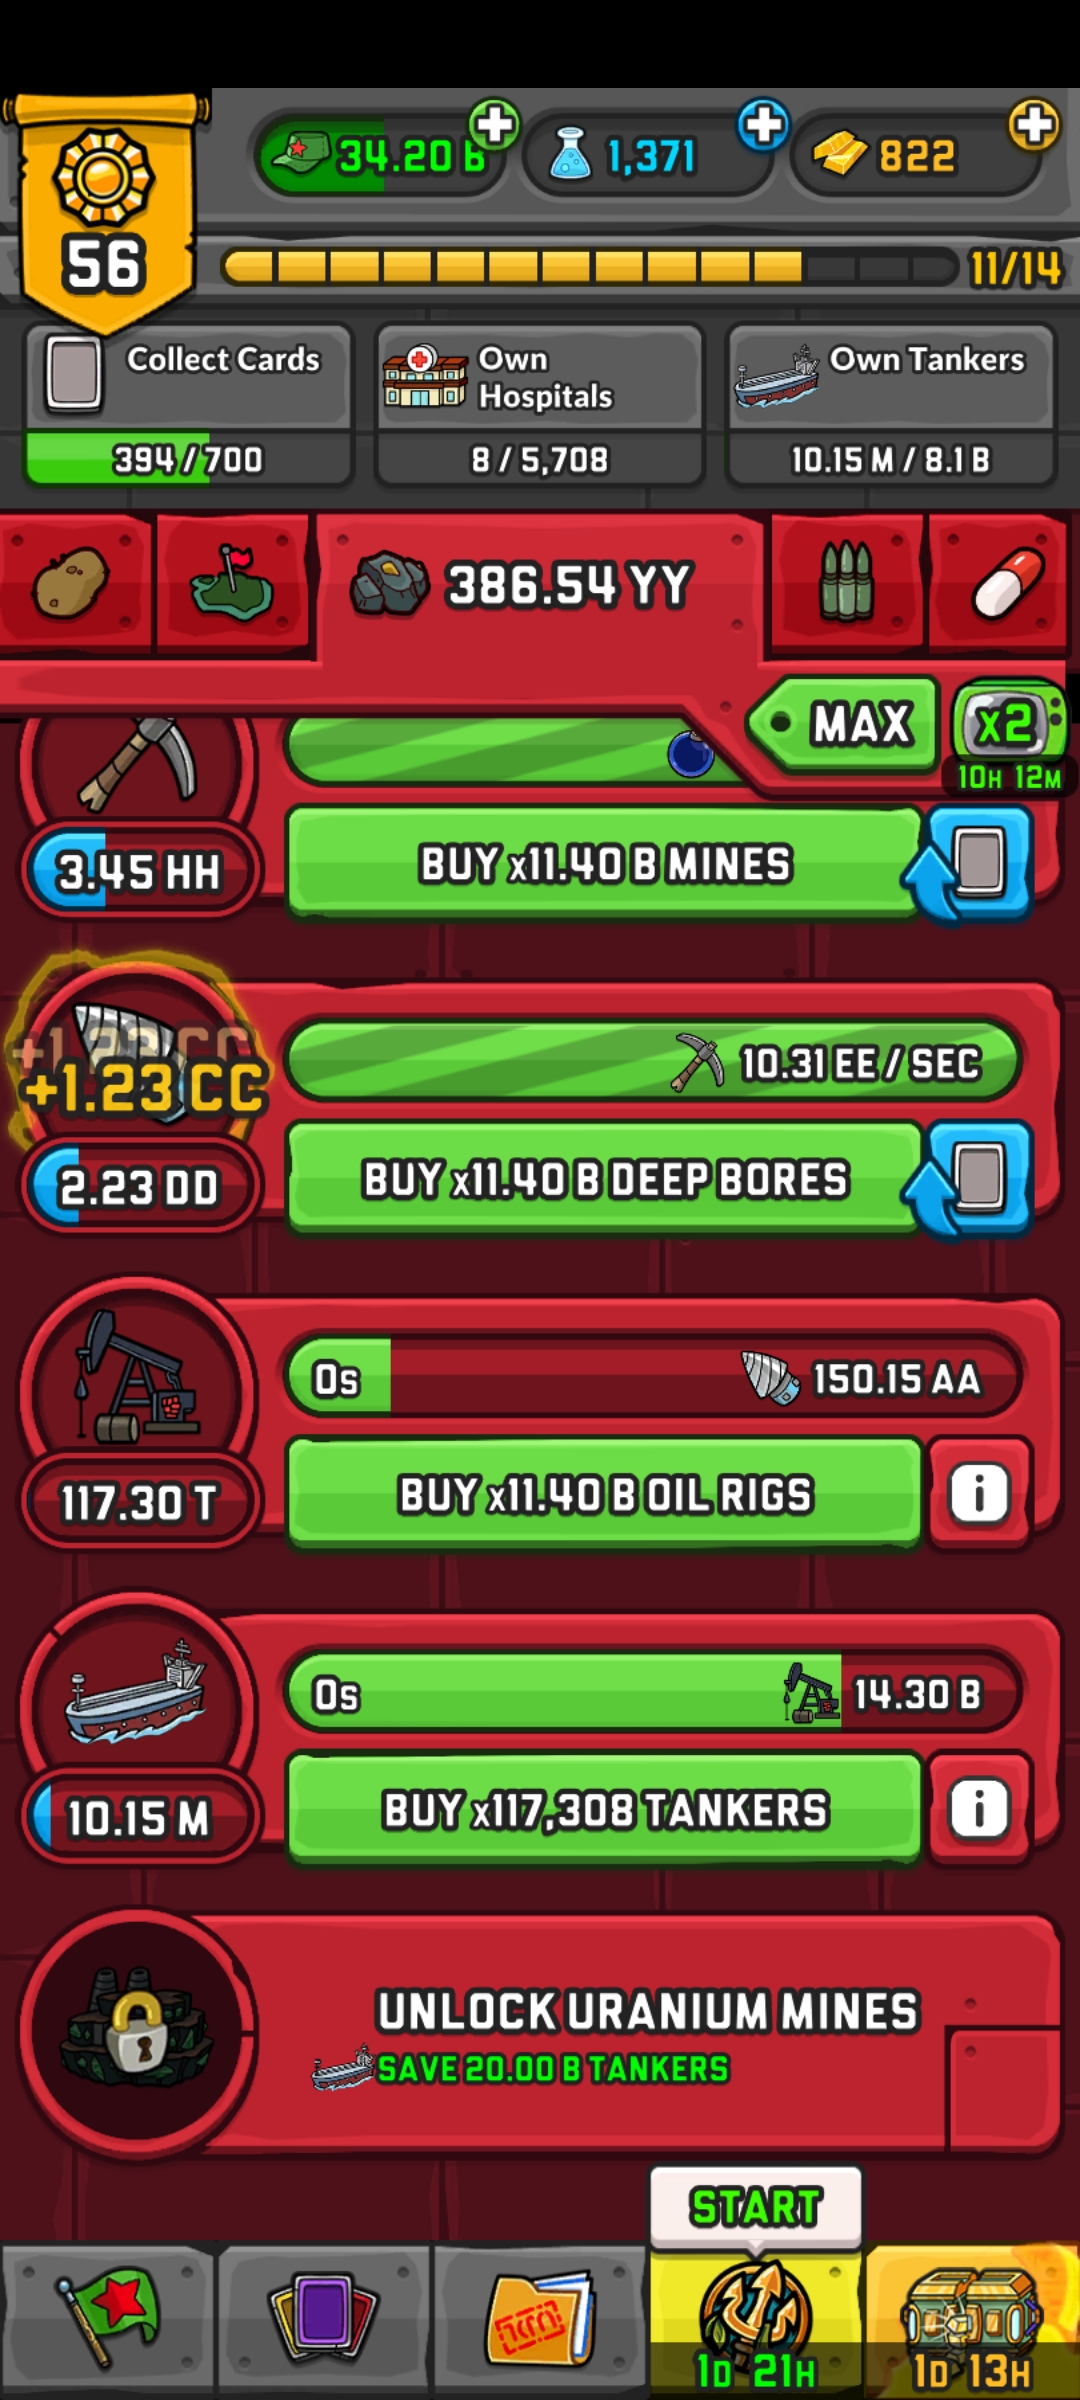 34.20 B
1,371
822
56
11/14
Collect Cards
394 / 700
Own
Hospitals
8 / 5,708
Own Tankers
10.15 M / 8.1 B
386.54 YY
MAX
x2
10H 12M
3.45 HH
BUY x11.40 B MINES
+1.23 CC
+1.23 CC
10.31 EE / SEC
2.23 DD
BUY x11.40 B DEEP BORES
0s
150.15 AA
117.30 T
BUY x11.40 B OIL RIGS
i
0s
14.30 B
10.15 M
BUY x117,308 TANKERS
i
UNLOCK URANIUM MINES
SAVE 20.00 B TANKERS
START
1D 21H
1D 13H